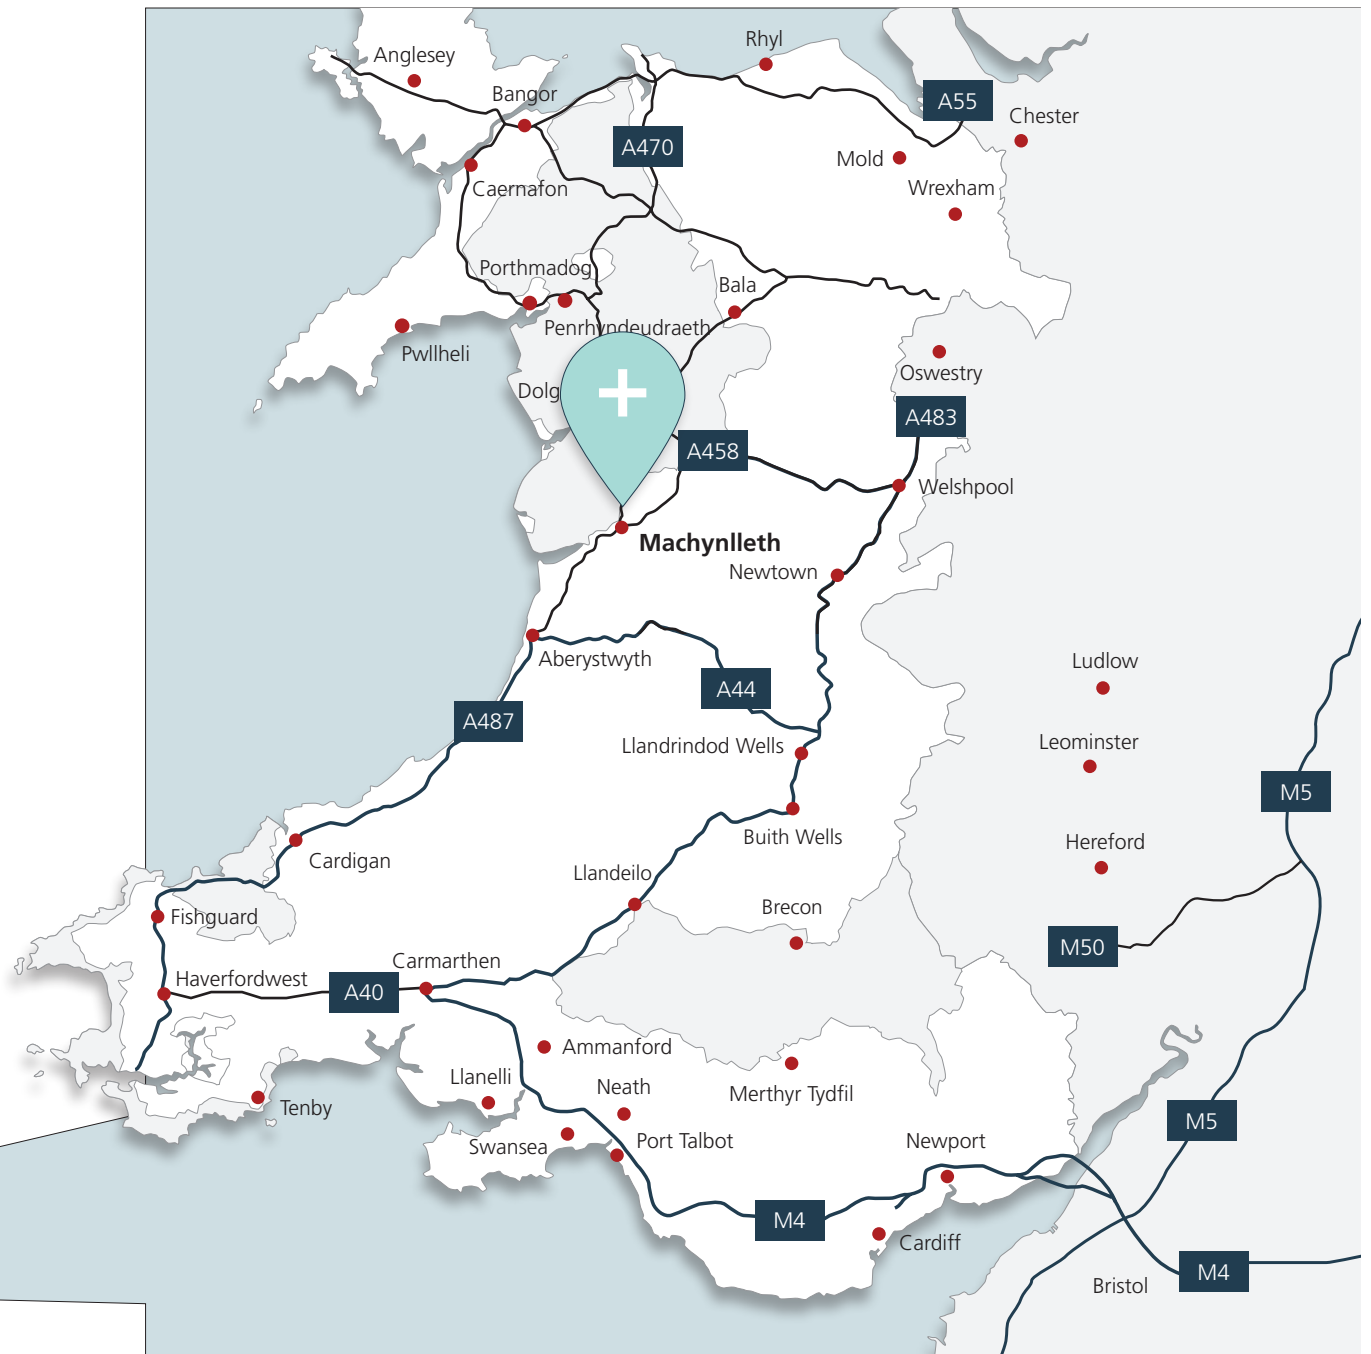 Rhyl
Anglesey
Bangor
A55
Chester
A470
Mold
Wrexham
Caernafon
Porthmadog
Bala
Penrhyndeudraeth
Pwllheli
Oswestry
Dolg
A483
A458
Welshpool
Machynlleth
Newtown
Aberystwyth
Ludlow
A44
A487
Llandrindod Wells
Leominster
M5
Buith Wells
Hereford
Cardigan
Llandeilo
Brecon
Fishguard
M50
Carmarthen
Haverfordwest
A40
Ammanford
Llanelli
Neath
Merthyr Tydfil
Tenby
M5
Swansea
Port Talbot
Newport
M4
Cardiff
M4
Bristol